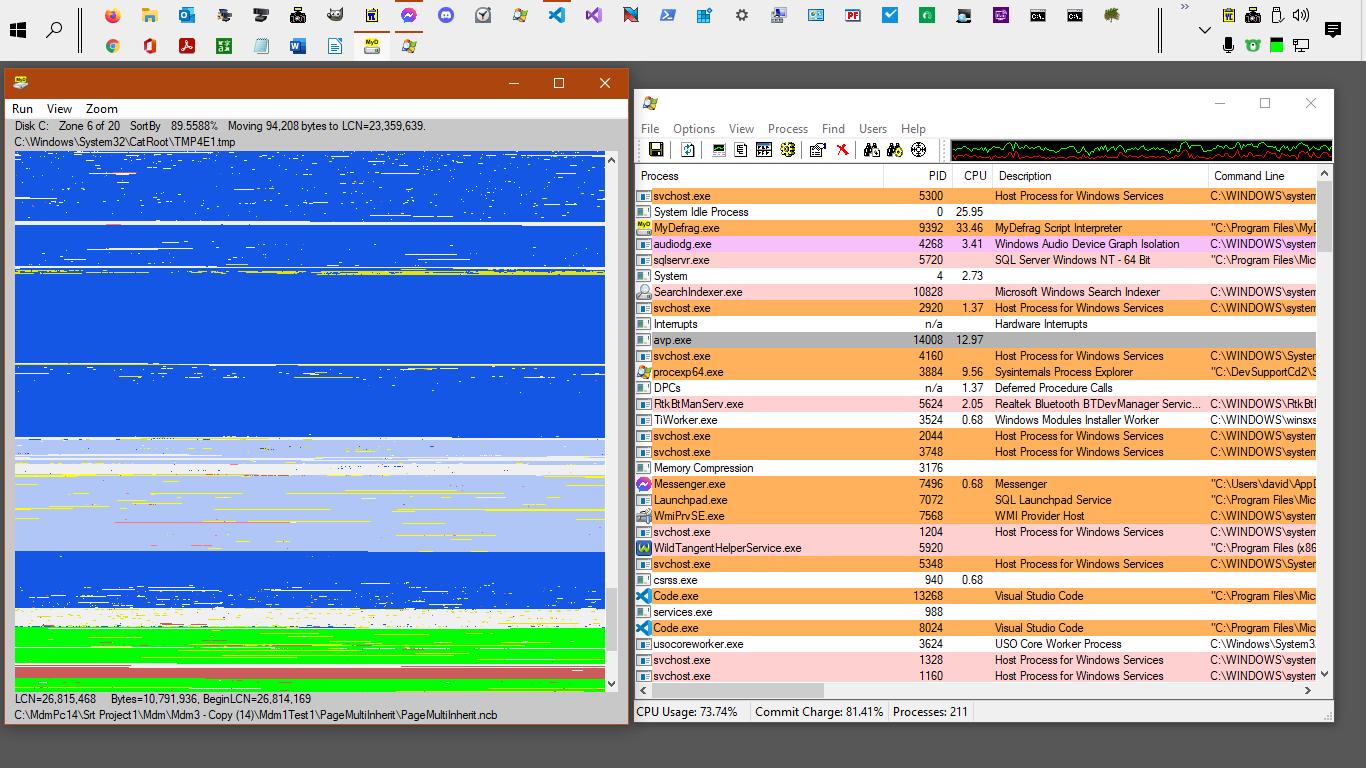 Run View Zoom
Disk C: Zone 6 of 20 SortBy 89.5588% Moving 94,208 bytes to LCN=23,359,639.
C:\Windows\System32\CatRoot\TMP4E1.tmp
LCN=26,815,468 Bytes=10,791,936, BeginLCN=26,814,169
C:\MdmPc14\Srt Project1\Mdm\Mdm3 - Copy (14)\Mdm1Test1\PageMultiInherit\PageMultiInherit.ncb
File Options View Process Find Users Help
Process PID CPU Description Command Line
svchost.exe 5300 Host Process for Windows Services C:\WINDOWS\system
System Idle Process 0 25.95
MyDefrag.exe 9392 33.46 MyDefrag Script Interpreter "C:\Program Files\MyD
audiodg.exe 4268 3.41 Windows Audio Device Graph Isolation C:\WINDOWS\system
sqlservr.exe 5720 SQL Server Windows NT - 64 Bit "C:\Program Files\Mic
System 4 2.73
SearchIndexer.exe 10828 Microsoft Windows Search Indexer C:\WINDOWS\system
svchost.exe 2920 1.37 Host Process for Windows Services C:\WINDOWS\system
Interrupts n/a Hardware Interrupts
avp.exe 14008 12.97
svchost.exe 4160 Host Process for Windows Services C:\WINDOWS\System
procexp64.exe 3884 9.56 Sysinternals Process Explorer "C:\DevSupportCd2\S
DPCs n/a 1.37 Deferred Procedure Calls
RtkBtManServ.exe 5624 2.05 Realtek Bluetooth BTDevManager Servic... C:\WINDOWS\RtkBtM
TiWorker.exe 3524 0.68 Windows Modules Installer Worker C:\WINDOWS\winsxs
svchost.exe 2044 Host Process for Windows Services C:\WINDOWS\system
svchost.exe 3748 Host Process for Windows Services C:\WINDOWS\system
Memory Compression 3176
Messenger.exe 7496 0.68 Messenger "C:\Users\david\AppD
Launchpad.exe 7072 SQL Launchpad Service "C:\Program Files\Mic
WmiPrvSE.exe 7568 WMI Provider Host C:\WINDOWS\system
svchost.exe 1204 Host Process for Windows Services C:\WINDOWS\system
WildTangentHelperService.exe 5920 "C:\Program Files (x86
svchost.exe 5348 Host Process for Windows Services C:\WINDOWS\System
csrss.exe 940 0.68
Code.exe 13268 Visual Studio Code "C:\Program Files\Mic
services.exe 988
Code.exe 8024 Visual Studio Code "C:\Program Files\Mic
usocoreworker.exe 3624 USO Core Worker Process C:\Windows\System3
svchost.exe 1328 Host Process for Windows Services C:\WINDOWS\system
svchost.exe 1160 Host Process for Windows Services C:\WINDOWS\system
CPU Usage: 73.74% Commit Charge: 81.41% Processes: 211